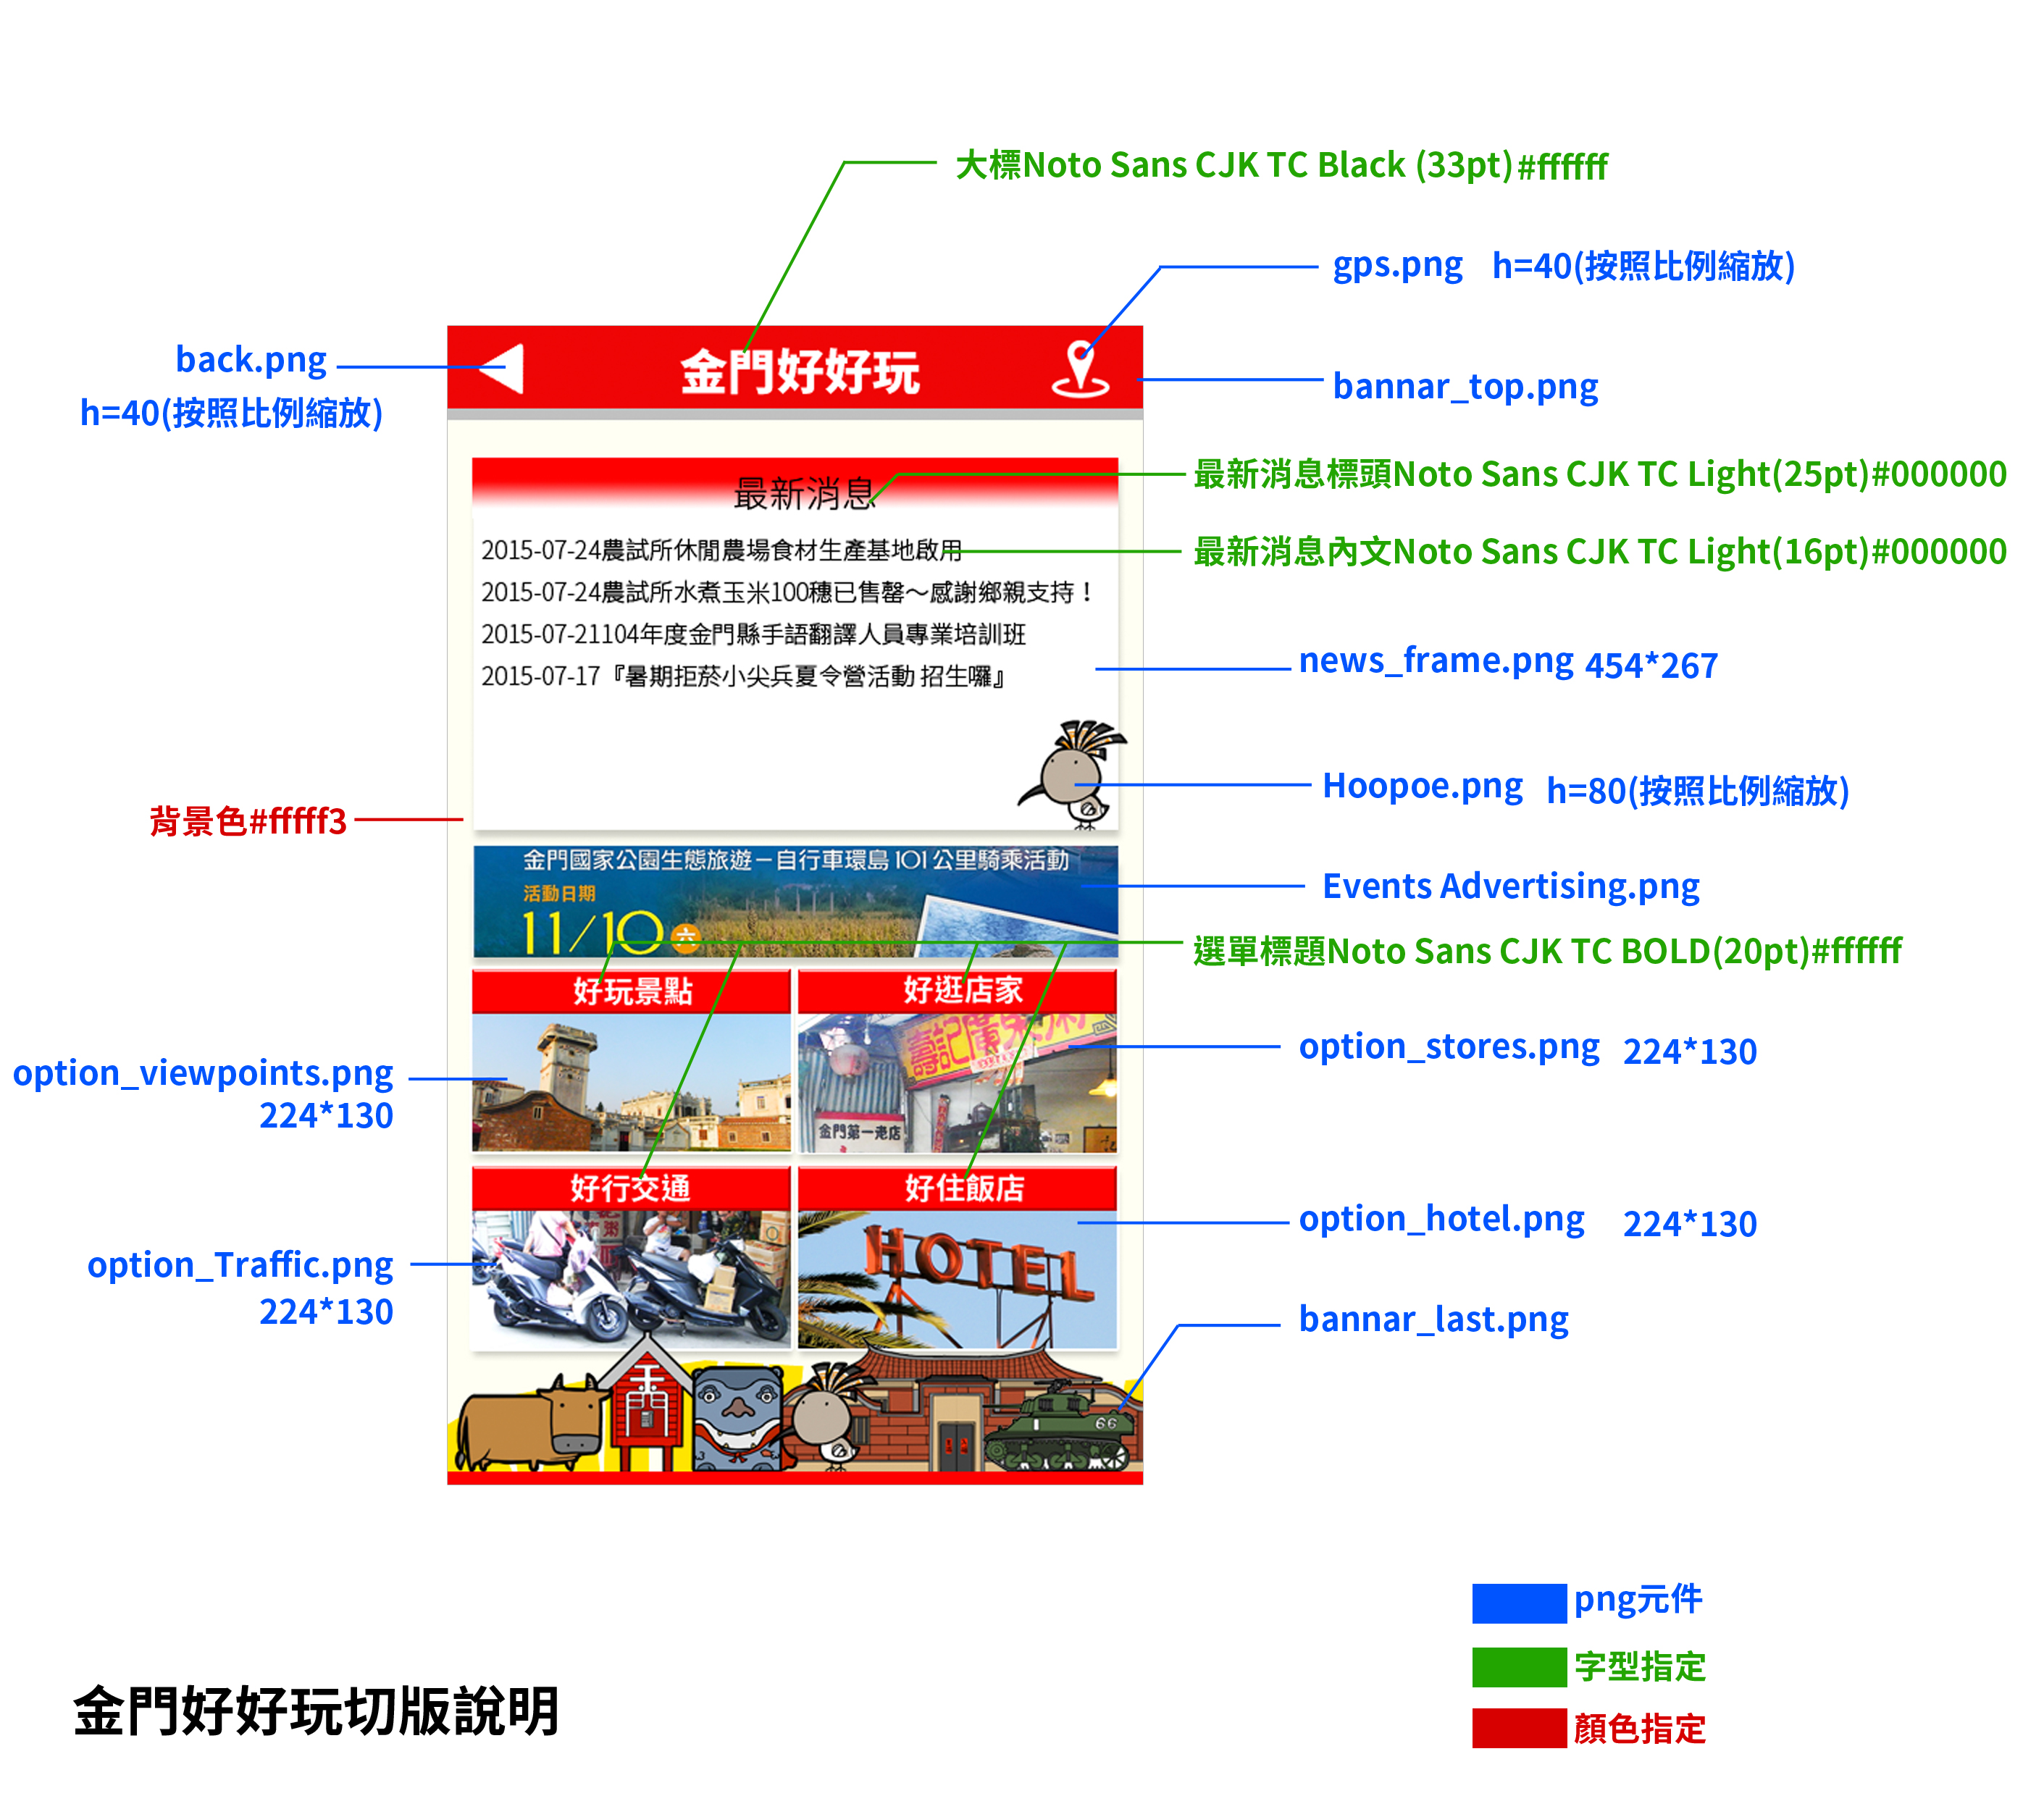 大標Noto Sans CJK TC Black (33pt) #ffffff
gps.png h=40(按照比例縮放)
back.png
h=40(按照比例縮放)
金門好好玩
bannar_top.png
最新消息
最新消息標頭Noto Sans CJK TC Light(25pt)#000000
2015-07-24農試所休閒農場食材生產基地啟用
最新消息內文Noto Sans CJK TC Light(16pt)#000000
2015-07-24農試所水煮玉米100穗已售罄～感謝鄉親支持！
2015-07-21104年度金門縣手語翻譯人員專業培訓班
2015-07-17『暑期拒菸小尖兵夏令營活動 招生囉』
news_frame.png 454*267
Hoopoe.png h=80(按照比例縮放)
背景色#fffff3
金門國家公園生態旅遊－自行車環島 101 公里騎乘活動
活動日期
11/10 六
Events Advertising.png
選單標題Noto Sans CJK TC BOLD(20pt)#ffffff
好玩景點
好逛店家
option_viewpoints.png
224*130
壽記廣
金門第一老店
option_stores.png 224*130
好行交通
好住飯店
option_Traffic.png
224*130
HOTEL
option_hotel.png 224*130
66
bannar_last.png
png元件
字型指定
顏色指定
金門好好玩切版說明